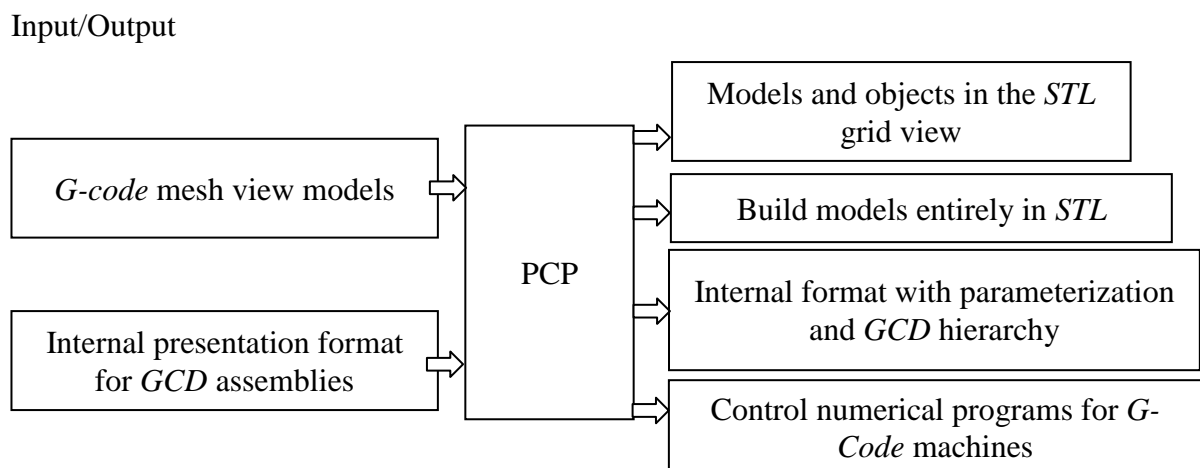 Input/Output
G-code mesh view models
Internal presentation format
for GCD assemblies
PCP
Models and objects in the STL
grid view
Build models entirely in STL
Internal format with parameterization
and GCD hierarchy
Control numerical programs for G-
Code machines